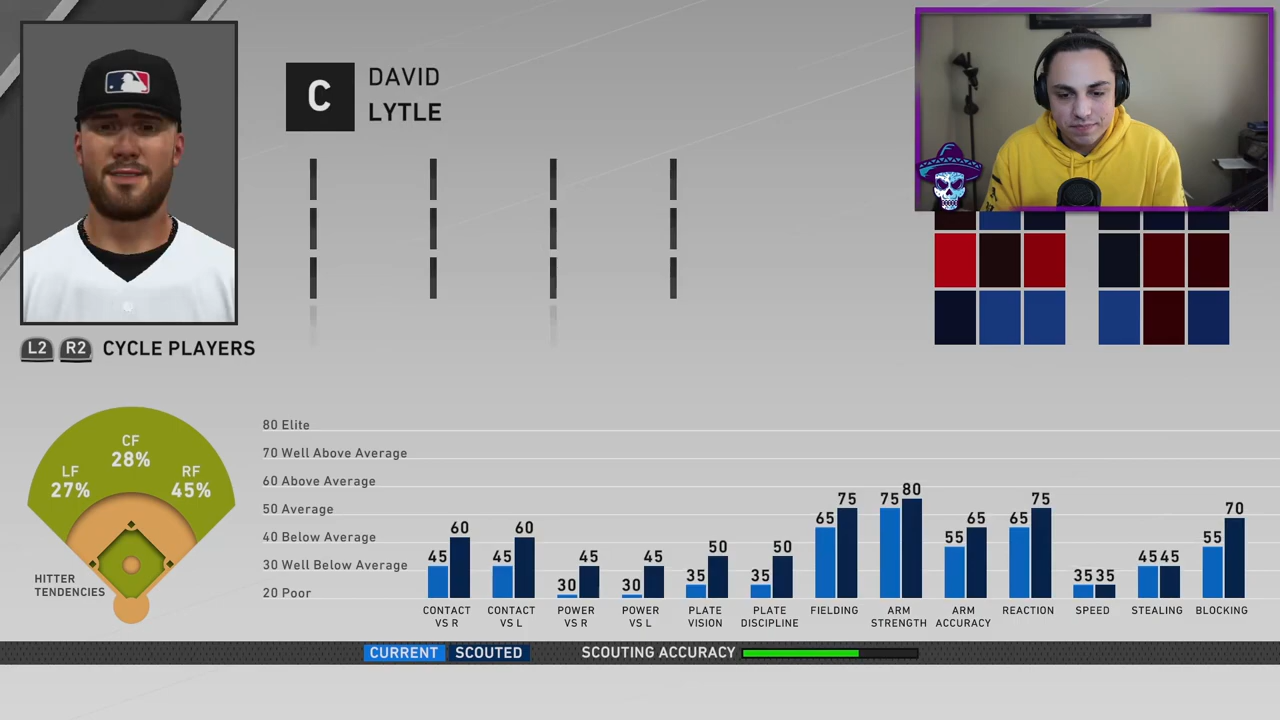 C
DAVID
LYTLE
L2 R2 CYCLE PLAYERS
CF
28%
LF
27%
RF
45%
HITTER
TENDENCIES
80 Elite
70 Well Above Average
60 Above Average
50 Average
40 Below Average
30 Well Below Average
20 Poor
45 60 45 60 30 45 30 45 35 50 35 50 65 75 75 80 55 65 65 75 35 35 45 45 55 70
CONTACT
VS R
CONTACT
VS L
POWER
VS R
POWER
VS L
PLATE
VISION
PLATE
DISCIPLINE
FIELDING
ARM
STRENGTH
ARM
ACCURACY
REACTION
SPEED
STEALING
BLOCKING
CURRENT SCOUTED SCOUTING ACCURACY